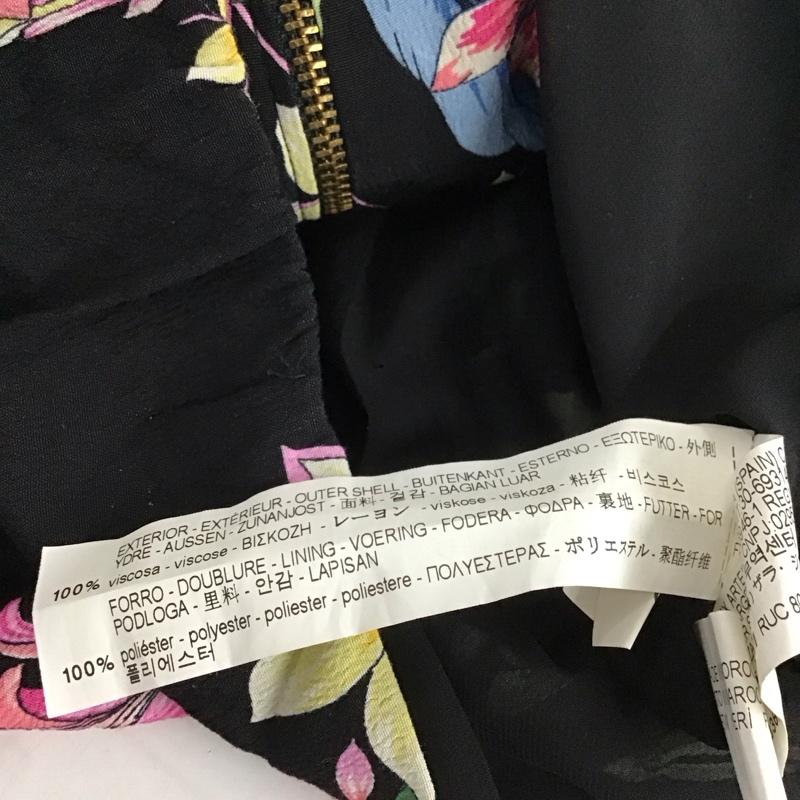 EXTERIOR - EXTÉRIEUR - OUTER SHELL - BUITENKANT - ESTERNO - ΕΞΩΤΕΡΙΚΟ - 外側
YDRE - AUSSEN - ZUNANJOST - 面料 - 겉감 - BAGIAN LUAR
100% viscosa - viscose - ΒΙΣΚΟΖΗ - レーヨン - viskose - viskoza - 粘纤 - 비스코스
FORRO - DOUBLURE - LINING - VOERING - FODERA - ΦΟΔΡΑ - 裏地 - FUTTER - FOR
PODLOGA - 里料 - 안감 - LAPISAN
100% poliéster - polyester - poliester - poliestere - ΠΟΛΥΕΣΤΕΡΑΣ - ポリエステル - 聚酯纤维
폴리에스터
RUC